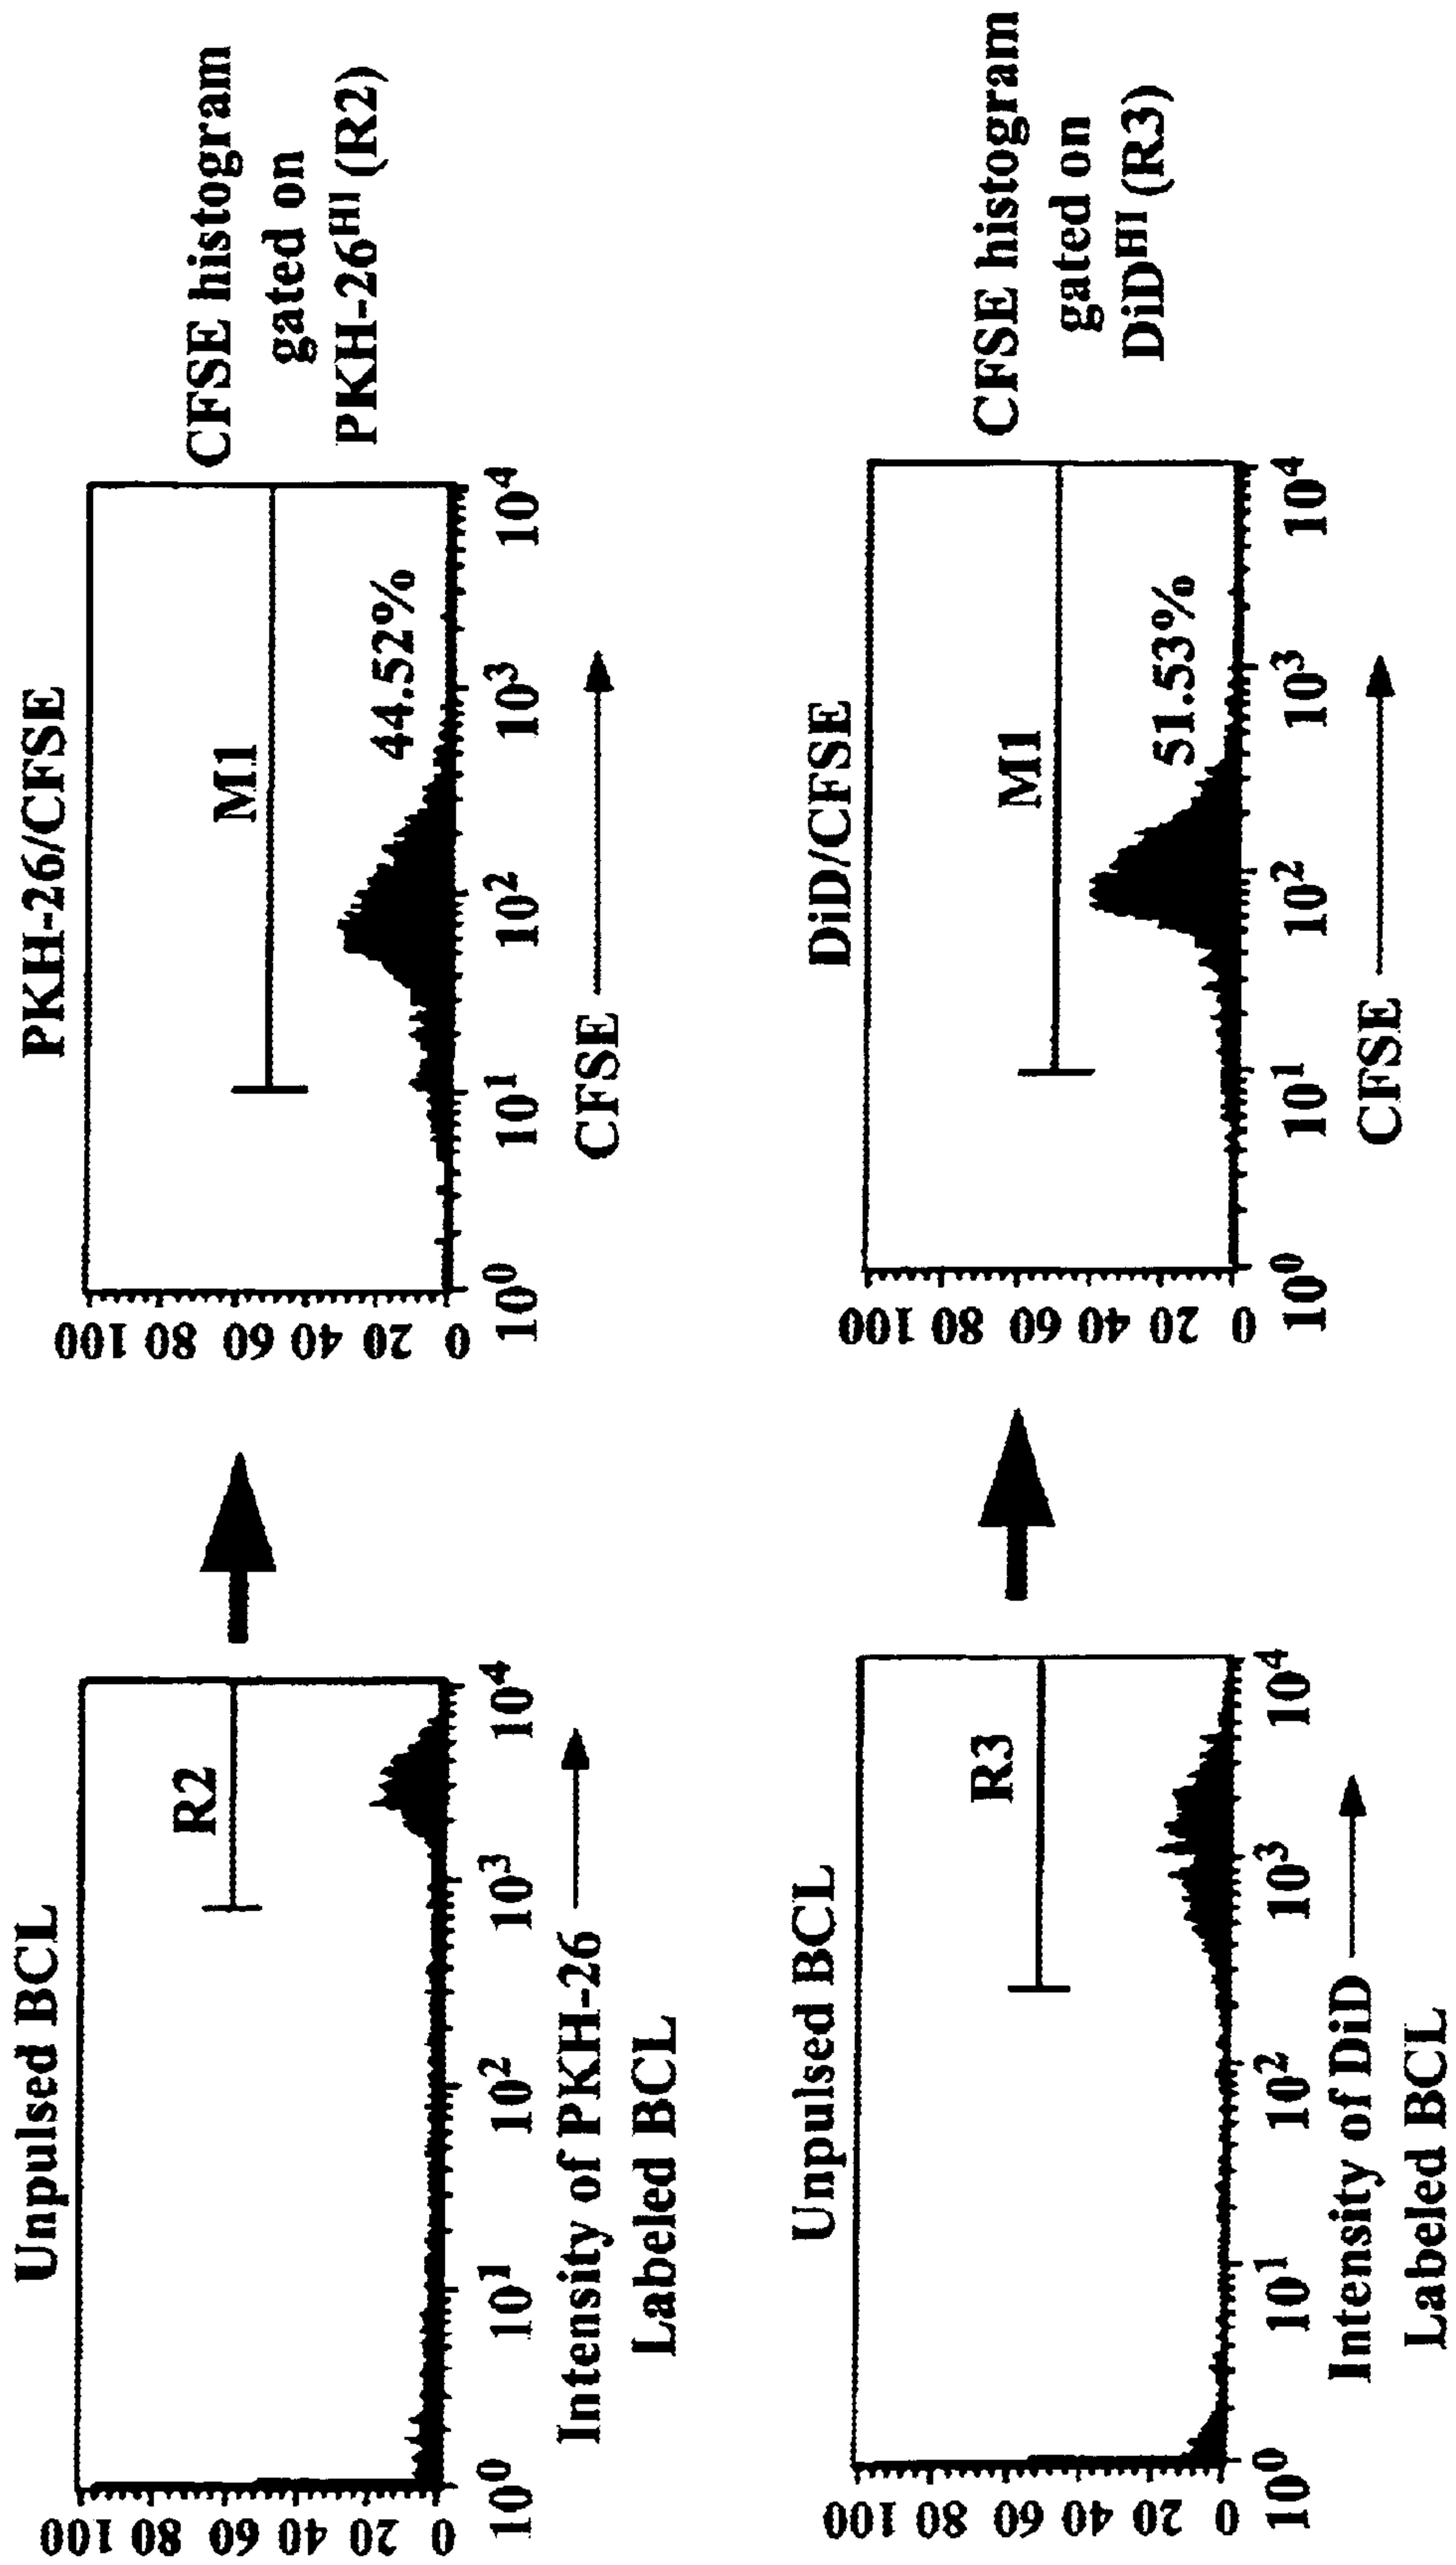 Unpulsed BCL
100 80 60 40 20 0
R2
10⁰ 10¹ 10² 10³ 10⁴
Intensity of PKH-26
Labeled BCL
PKH-26/CFSE
100 80 60 40 20 0
M1
44.52%
10⁰ 10¹ 10² 10³ 10⁴
CFSE
CFSE histogram
gated on
PKH-26ᴴᴵ (R2)
Unpulsed BCL
100 80 60 40 20 0
R3
10⁰ 10¹ 10² 10³ 10⁴
Intensity of DiD
Labeled BCL
DiD/CFSE
100 80 60 40 20 0
M1
51.53%
10⁰ 10¹ 10² 10³ 10⁴
CFSE
CFSE histogram
gated on
DiDᴴᴵ (R3)